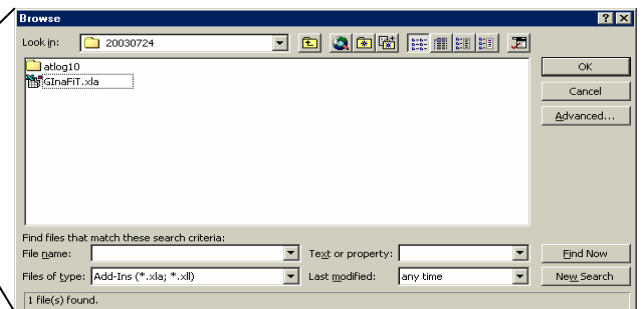 Browse
Look in: 20030724
atlog10
GInaFiT.xla
OK
Cancel
Advanced...
Find files that match these search criteria:
File name: Text or property: Find Now
Files of type: Add-Ins (*.xla; *.xll) Last modified: any time New Search
1 file(s) found.